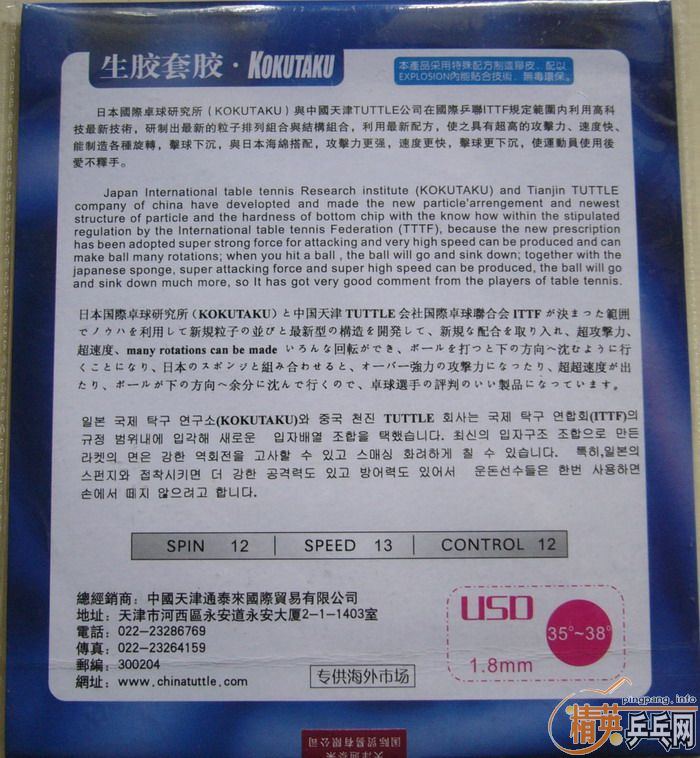 生胶套胶·KOKUTAKU
本產品采用特殊配方制造膠皮，配以
EXPLOSION內能貼合技術，無毒環保。
日本國際卓球研究所（KOKUTAKU）與中國天津TUTTLE公司在國際乒聯ITTF規定範圍内利用高科
技最新技術，研制出最新的粒子排列組合與結構組合，利用最新配方，使之具有超高的攻擊力、速度快、
能制造各種旋轉，擊球下沉，與日本海綿搭配，攻擊力更强，速度更快，擊球更下沉，使運動員使用後
愛不釋手。
Japan International table tennis Research institute (KOKUTAKU) and Tianjin TUTTLE
company of china have deveIopted and made the new particle'arrengement and newest
structure of particle and the hardness of bottom chip with the know how within the stipulated
regulation by the International table tennis Federation (TTTF), because the new prescription
has been adopted super strong force for attacking and very high speed can be produced and can
make ball many rotations; when you hit a ball , the ball will go and sink down; together with the
japanese sponge, super attacking force and super high speed can be produced, the ball will go
and sink down much more, so It has got very good comment from the players of table tennis.
日本国際卓球研究所（KOKUTAKU）と中国天津 TUTTLE 会社国際卓球聯合会 ITTF が決まった範囲
でノウハを利用して新規粒子の並びと最新型の構造を開発して、新規な配合を取り入れ、超攻撃力、
超速度、many rotations can be made いろんな回転ができ、ボールを打つと下の方向へ沈むように行
くことになり、日本のスポンジと組み合わせると、オーバー強力の攻撃力になったり、超超速度が出
たり、ボールが下の方向へ余分に沈んで行くので、卓球選手の評判のいい製品になっています。
일본 국제 탁구 연구소(KOKUTAKU)와 중국 천진 TUTTLE 회사는 국제 탁구 연합회(ITTF)의
규정 범위내에 입각해 새로운 입자배열 조합을 택했습니다. 최신의 입자구조 조합으로 만든
라켓의 면은 강한 역회전을 고사할 수 있고 스매싱 화려하게 칠 수 있습니다. 특히,일본의
스펀지와 접착시키면 더 강한 공격력도 있고 방어력도 있어서 운돈선수들은 한번 사용하면
손에서 떼지 않으려고 합니다.
SPIN 12 | SPEED 13 | CONTROL 12
總經銷商：中國天津通泰來國際貿易有限公司
地址：天津市河西區永安道永安大厦2-1-1403室
電話：022-23286769
傳真：022-23264159
郵編：300204
網址：www.chinatuttle.com
专供海外市场
USD
35°~38°
1.8mm
天津通泰来
国际贸易有限公司
pingpang.info
精英乒乓网